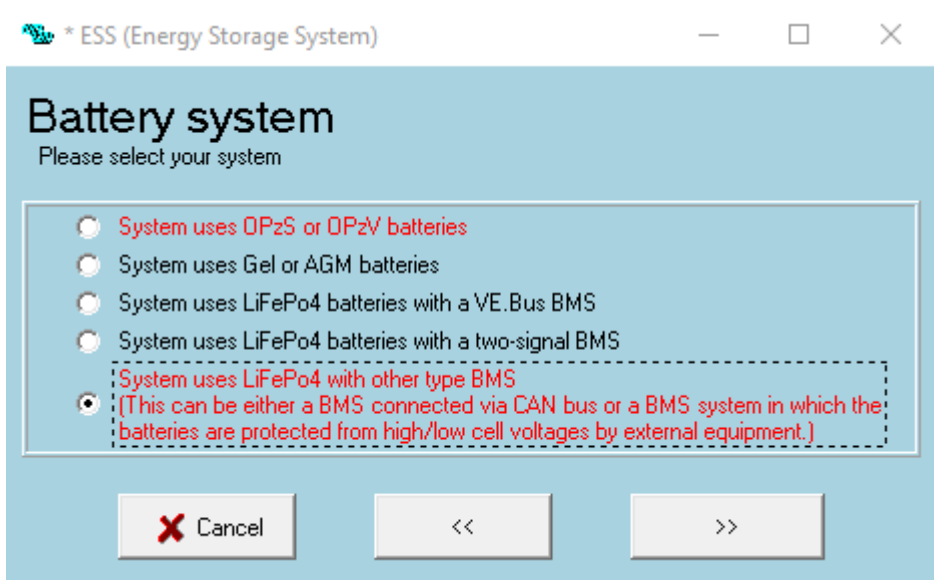 * ESS (Energy Storage System)
Battery system
Please select your system
System uses OPzS or OPzV batteries
System uses Gel or AGM batteries
System uses LiFePo4 batteries with a VE.Bus BMS
System uses LiFePo4 batteries with a two-signal BMS
System uses LiFePo4 with other type BMS
(This can be either a BMS connected via CAN bus or a BMS system in which the
batteries are protected from high/low cell voltages by external equipment.)
Cancel
<<
>>